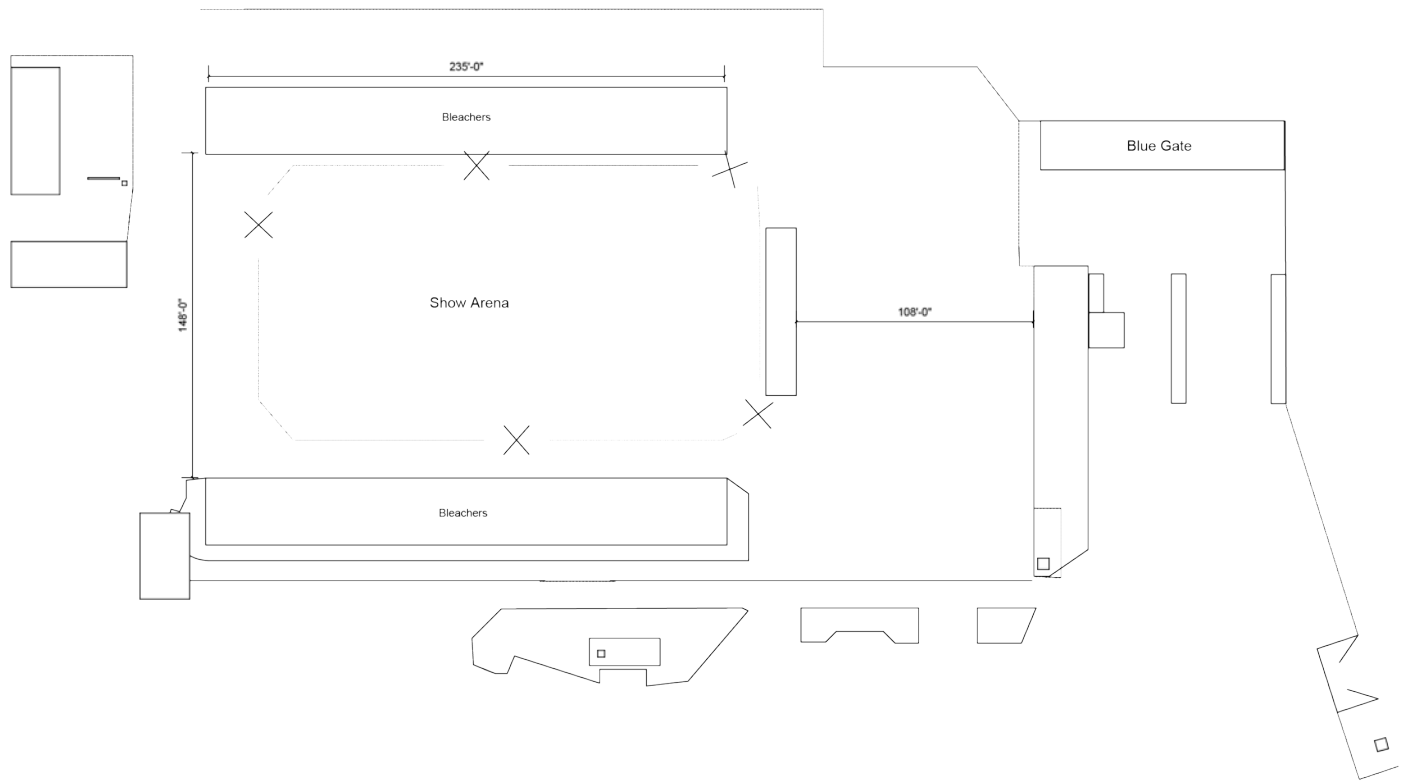 235'-0"
Bleachers
Blue Gate
Show Arena
148'-0"
108'-0"
Bleachers